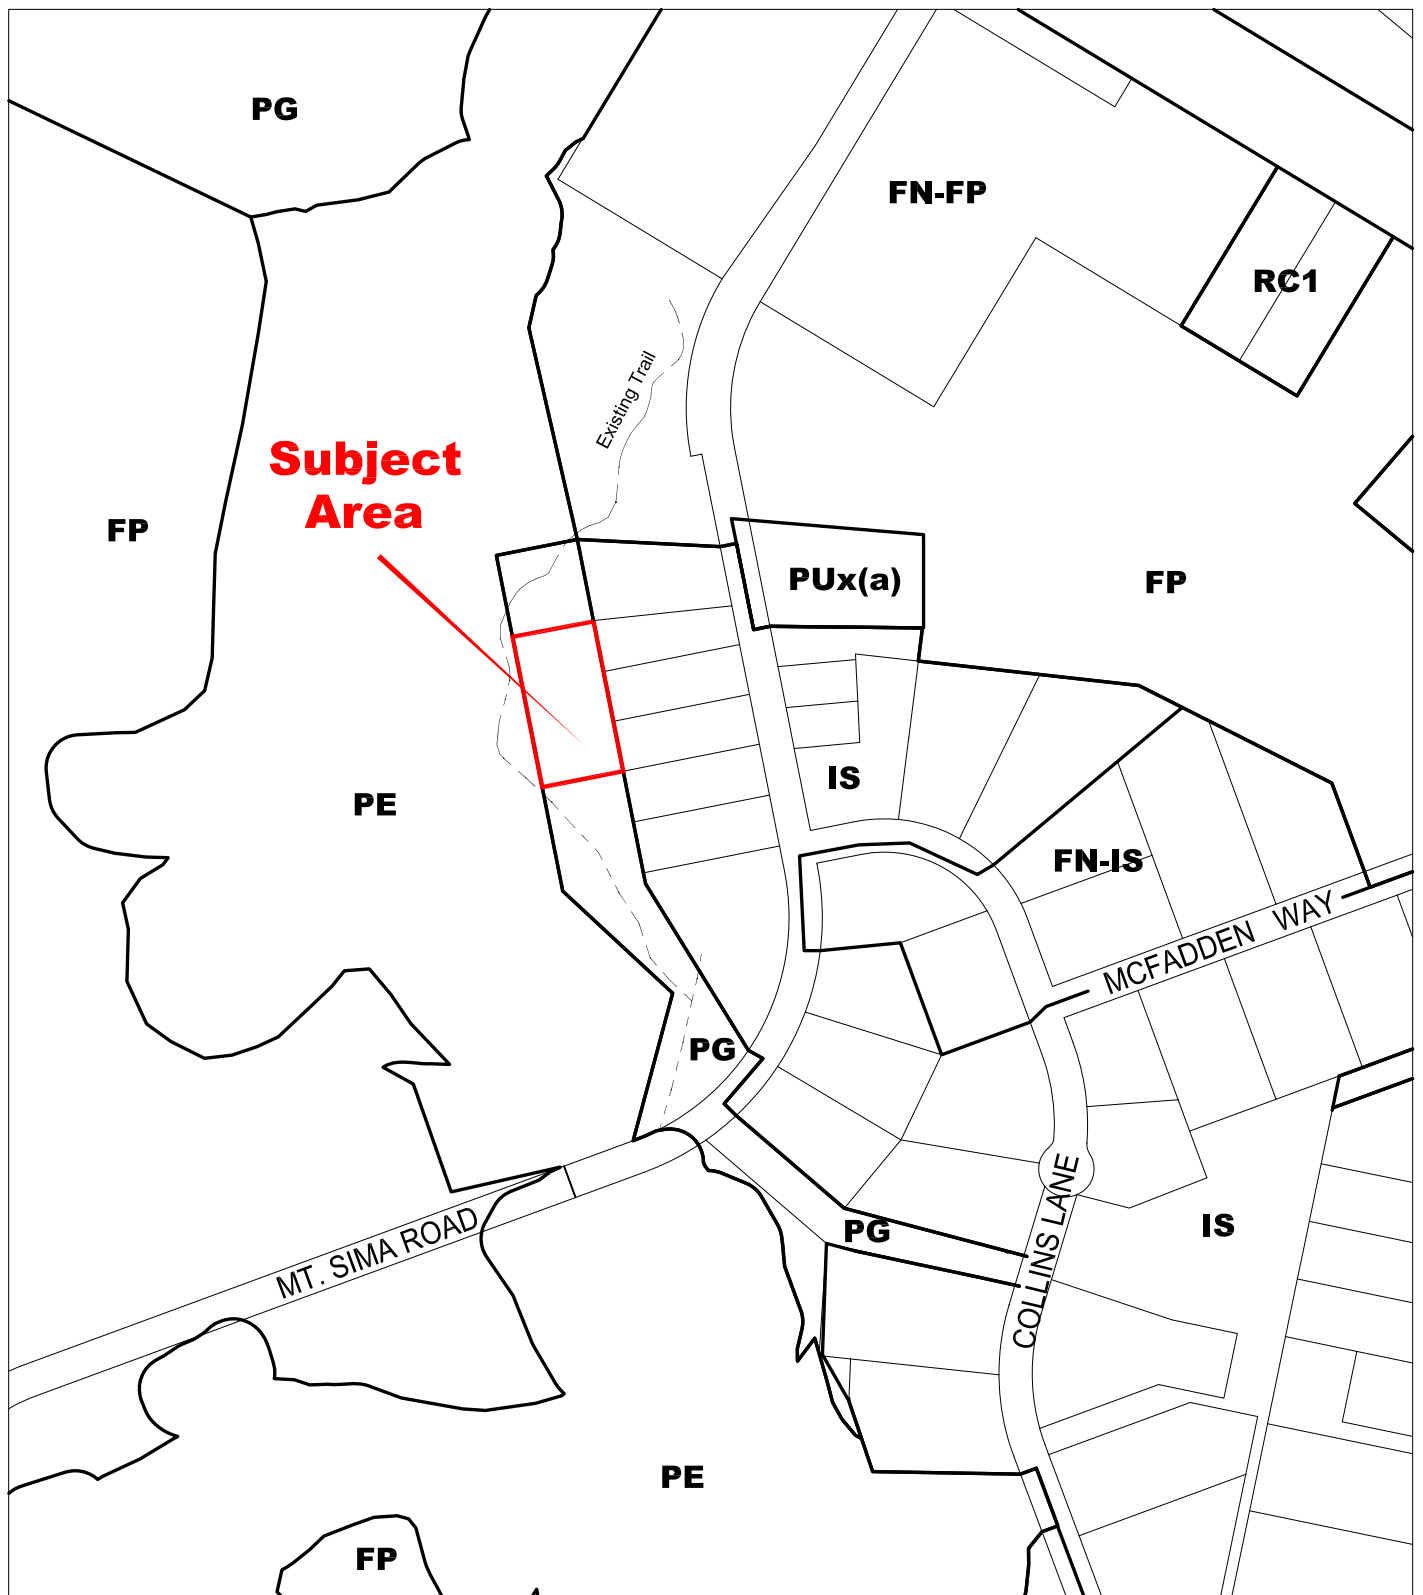 PG
FN-FP
RC1
Existing Trail
Subject
Area
FP
PUx(a)
FP
IS
PE
FN-IS
MCFADDEN WAY
PG
COLLINS LANE
IS
PG
MT. SIMA ROAD
PE
FP